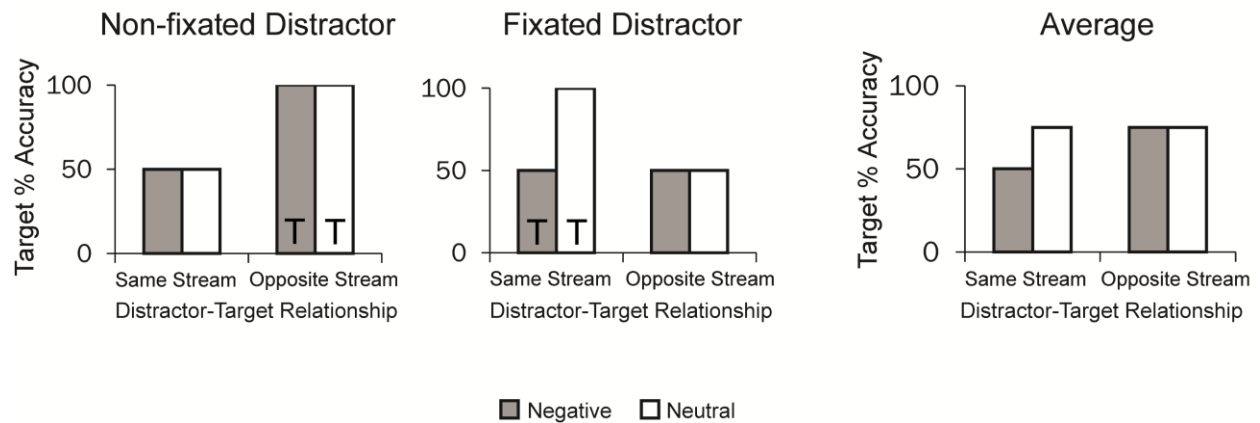 Non-fixated Distractor
Target % Accuracy
100
50
0
T T
Same Stream Opposite Stream
Distractor-Target Relationship
Fixated Distractor
100
50
0
T T
Same Stream Opposite Stream
Distractor-Target Relationship
Average
Target % Accuracy
100
50
0
Same Stream Opposite Stream
Distractor-Target Relationship
Negative Neutral